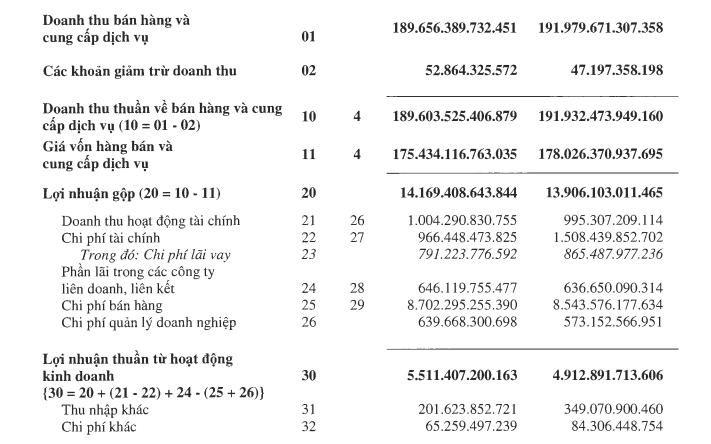 Doanh thu bán hàng và
cung cấp dịch vụ 01 189.656.389.732.451 191.979.671.307.358
Các khoản giảm trừ doanh thu 02 52.864.325.572 47.197.358.198
Doanh thu thuần về bán hàng và cung
cấp dịch vụ (10 = 01 - 02) 10 4 189.603.525.406.879 191.932.473.949.160
Giá vốn hàng bán và
cung cấp dịch vụ 11 4 175.434.116.763.035 178.026.370.937.695
Lợi nhuận gộp (20 = 10 - 11) 20 14.169.408.643.844 13.906.103.011.465
Doanh thu hoạt động tài chính 21 26 1.004.290.830.755 995.307.209.114
Chi phí tài chính 22 27 966.448.473.825 1.508.439.852.702
Trong đó: Chi phí lãi vay 23 791.223.776.592 865.487.977.236
Phần lãi trong các công ty
liên doanh, liên kết 24 28 646.119.755.477 636.650.090.314
Chi phí bán hàng 25 29 8.702.295.255.390 8.543.576.177.634
Chi phí quản lý doanh nghiệp 26 639.668.300.698 573.152.566.951
Lợi nhuận thuần từ hoạt động
kinh doanh 30 5.511.407.200.163 4.912.891.713.606
{30 = 20 + (21 - 22) + 24 - (25 + 26)}
Thu nhập khác 31 201.623.852.721 349.070.900.460
Chi phí khác 32 65.259.497.239 84.306.448.754